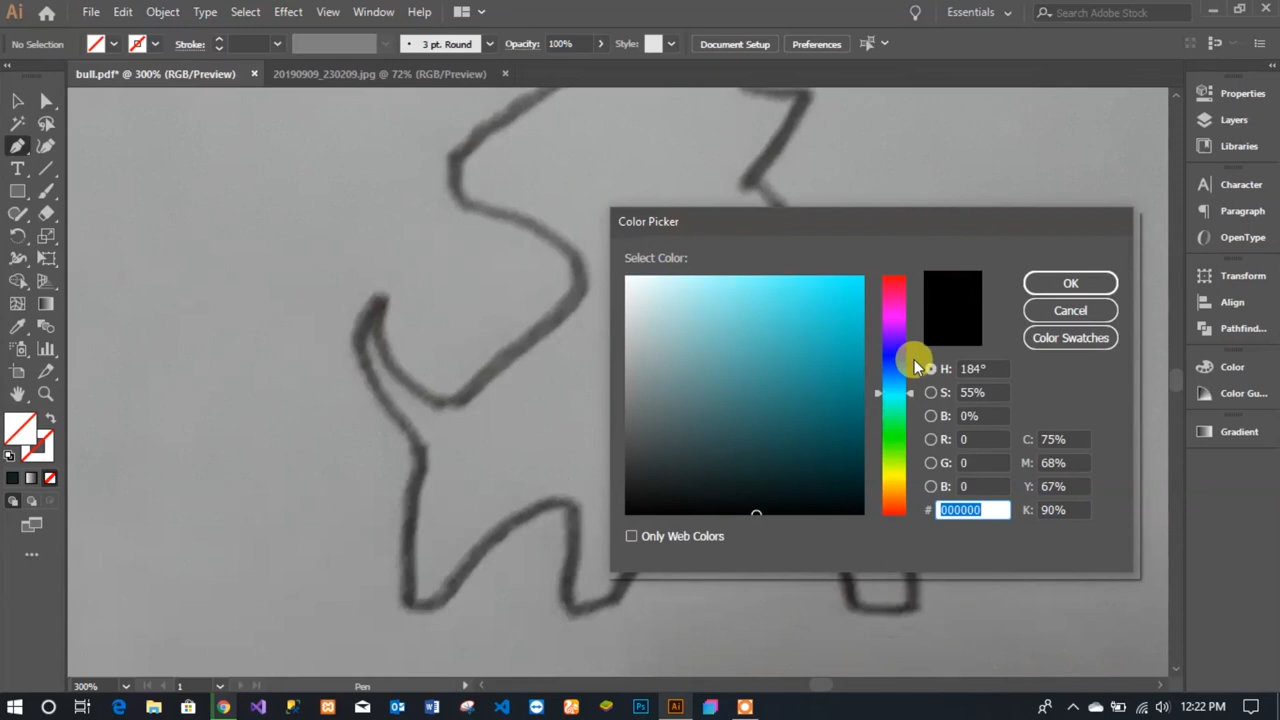 Ai File Edit Object Type Select Effect View Window Help Essentials Search Adobe Stock
No Selection Stroke: 3 pt. Round Opacity: 100% Style: Document Setup Preferences
bull.pdf* @ 300% (RGB/Preview) 20190909_230209.jpg @ 72% (RGB/Preview)
Properties
Layers
Libraries
Character
Paragraph
OpenType
Transform
Align
Pathfind...
Color
Color Gu...
Gradient
Color Picker
Select Color:
OK
Cancel
Color Swatches
H: 184°
S: 55%
B: 0%
R: 0 C: 75%
G: 0 M: 68%
B: 0 Y: 67%
# 000000 K: 90%
Only Web Colors
300% 1 Pen
12:22 PM